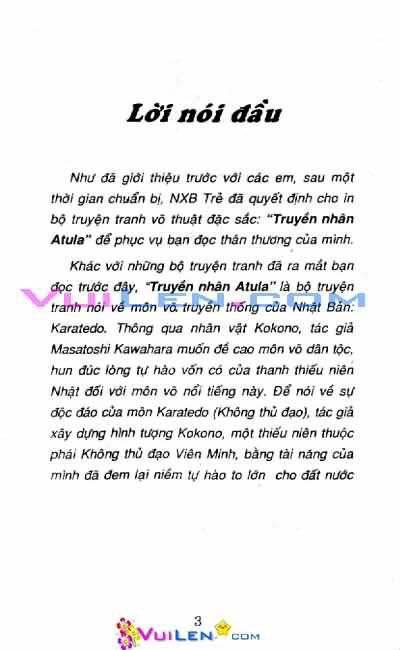 Lời nói đầu
Như đã giới thiệu trước với các em, sau một
thời gian chuẩn bị, NXB Trẻ đã quyết định cho in
bộ truyện tranh võ thuật đặc sắc: "Truyền nhân
Atula" để phục vụ bạn đọc thân thương của mình.
Khác với những bộ truyện tranh đã ra mắt bạn
đọc trước đây, "Truyền nhân Atula" là bộ truyện
tranh nói về môn võ truyền thống của Nhật Bản:
VUILEN.COM
Karatedo. Thông qua nhân vật Kokono, tác giả
Masatoshi Kawahara muốn đề cao môn võ dân tộc,
hun đúc lòng tự hào vốn có của thanh thiếu niên
Nhật đối với môn võ nổi tiếng này. Để nói về sự
độc đáo của môn Karatedo (Không thủ đạo), tác giả
xây dựng hình tượng Kokono, một thiếu niên thuộc
phái Không thủ đạo Viên Minh, bằng tài năng của
mình đã đem lại niềm tự hào to lớn cho đất nước
3
VUILEN.COM